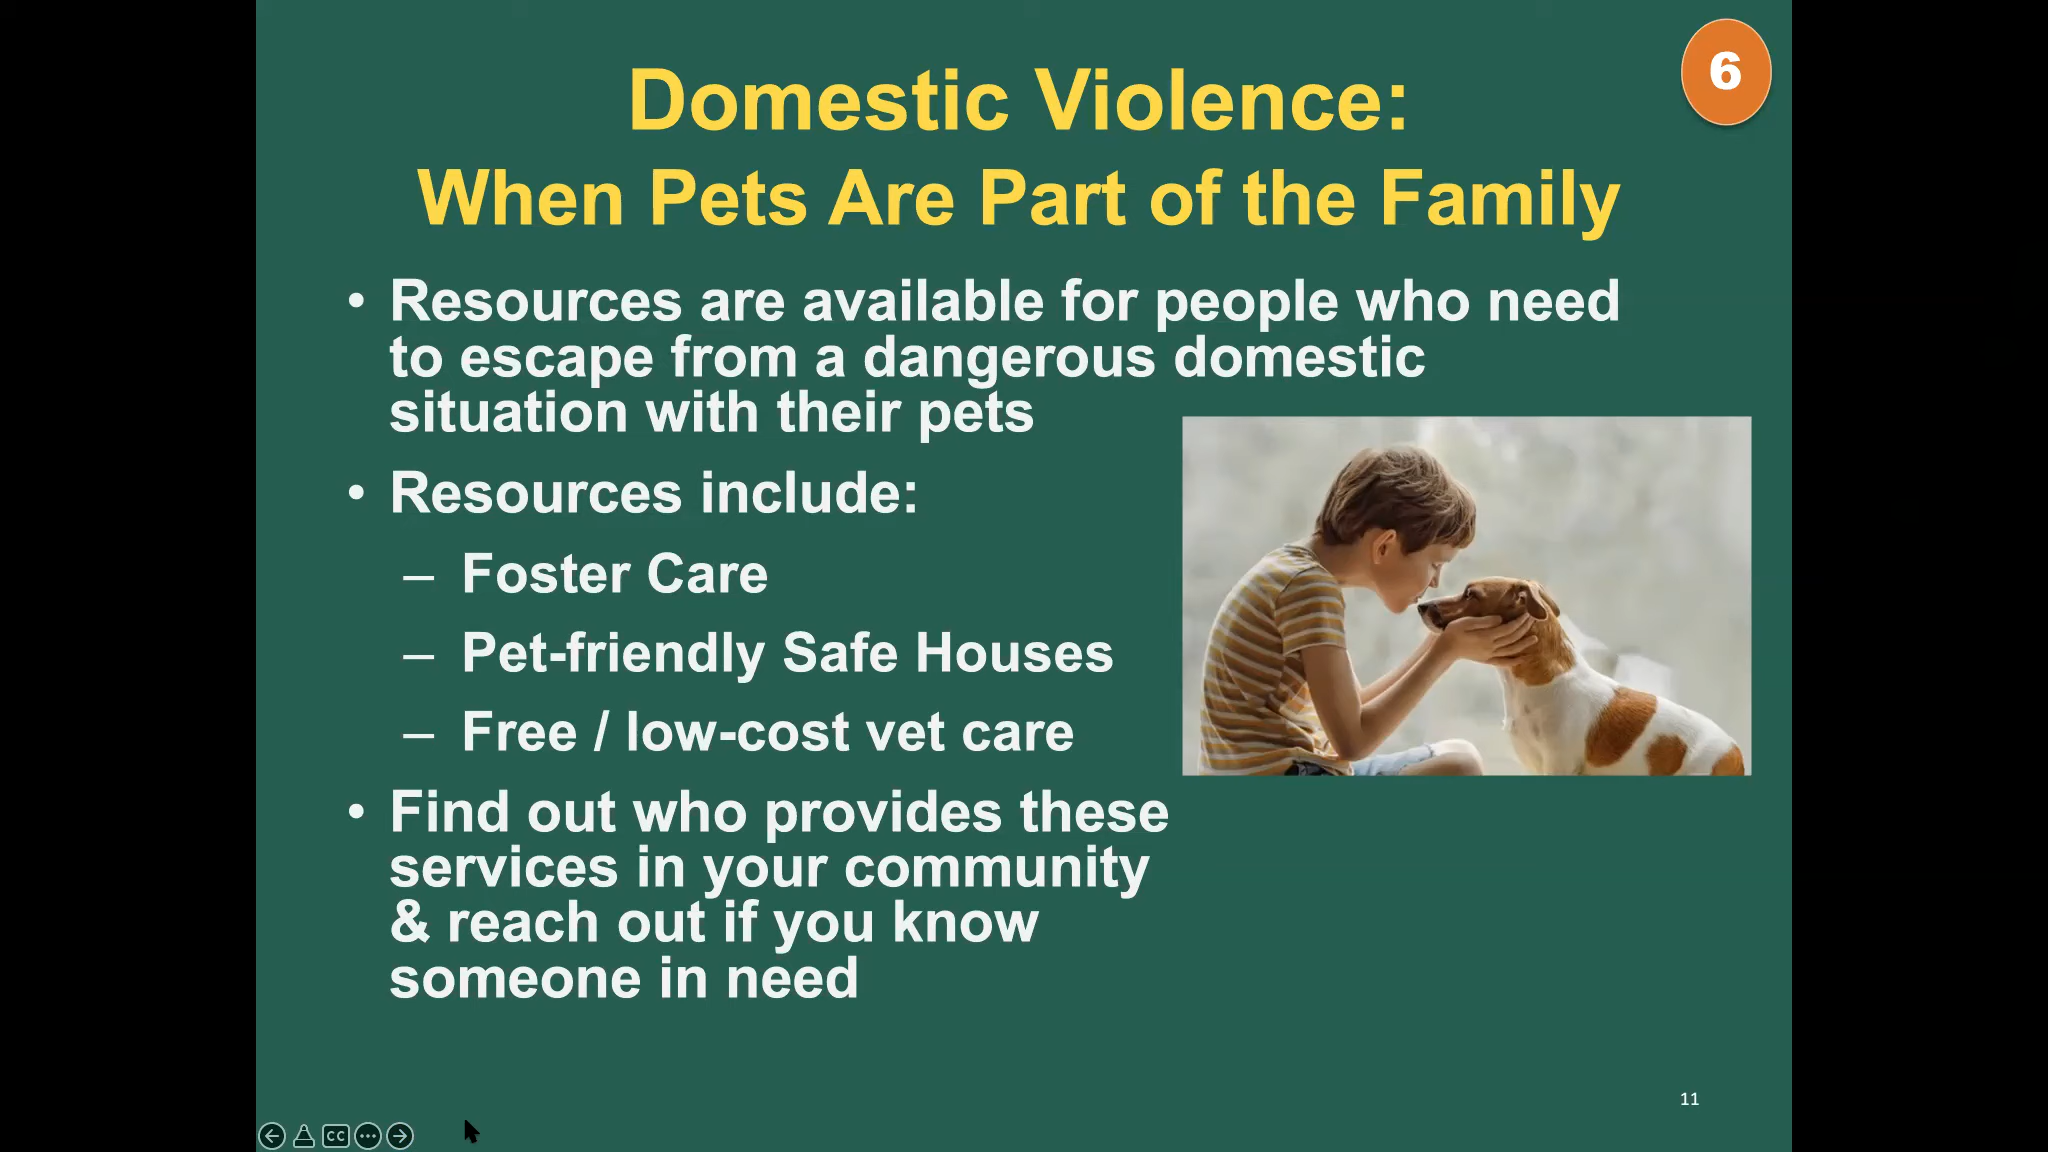 6
Domestic Violence:
When Pets Are Part of the Family
• Resources are available for people who need
to escape from a dangerous domestic
situation with their pets
• Resources include:
– Foster Care
– Pet-friendly Safe Houses
– Free / low-cost vet care
• Find out who provides these
services in your community
& reach out if you know
someone in need
11
CC